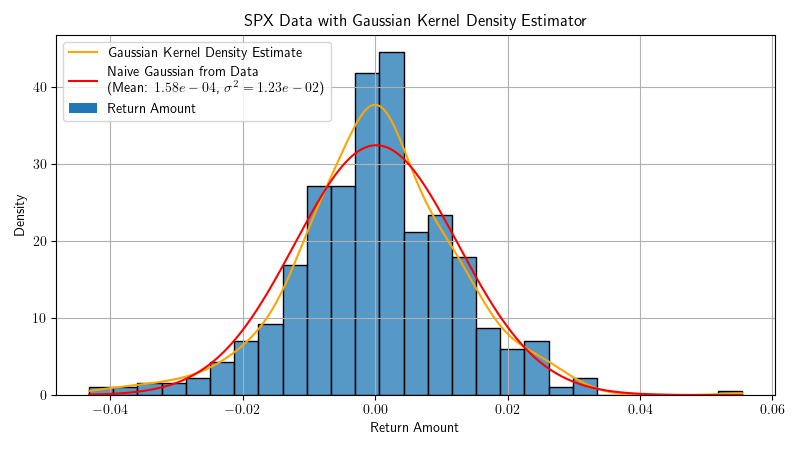 SPX Data with Gaussian Kernel Density Estimator
Gaussian Kernel Density Estimate
Naive Gaussian from Data
(Mean: 1.58e − 04, σ² = 1.23e − 02)
Return Amount
Density
40
30
20
10
0
−0.04
−0.02
0.00
0.02
0.04
0.06
Return Amount